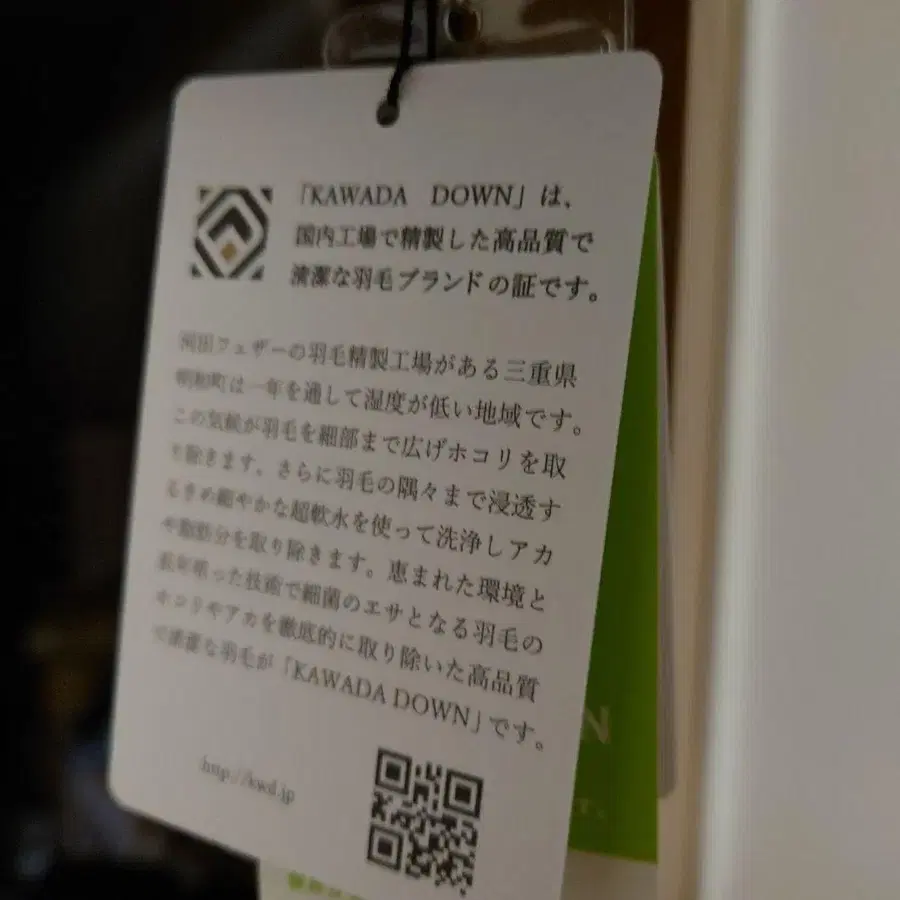 「KAWADA DOWN」は、
国内工場で精製した高品質で
清潔な羽毛ブランドの証です。
河田フェザーの羽毛精製工場がある三重県
明和町は一年を通して湿度が低い地域です。
この気候が羽毛を細部まで広げホコリを取
り除きます。さらに羽毛の隅々まで浸透す
るきめ細やかな超軟水を使って洗浄しアカ
や脂肪分を取り除きます。恵まれた環境と
長年培った技術で細菌のエサとなる羽毛の
ホコリやアカを徹底的に取り除いた高品質
で清潔な羽毛が「KAWADA DOWN」です。
http://kwd.jp
N
す。